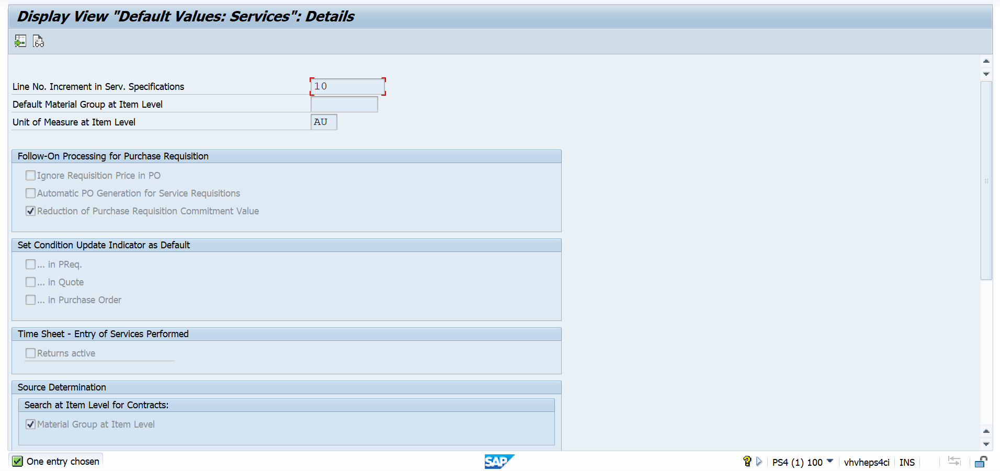 Display View "Default Values: Services": Details
Line No. Increment in Serv. Specifications 10
Default Material Group at Item Level
Unit of Measure at Item Level AU
Follow-On Processing for Purchase Requisition
Ignore Requisition Price in PO
Automatic PO Generation for Service Requisitions
Reduction of Purchase Requisition Commitment Value
Set Condition Update Indicator as Default
... in PReq.
... in Quote
... in Purchase Order
Time Sheet - Entry of Services Performed
Returns active
Source Determination
Search at Item Level for Contracts:
Material Group at Item Level
One entry chosen SAP PS4 (1) 100 vhvheps4ci INS